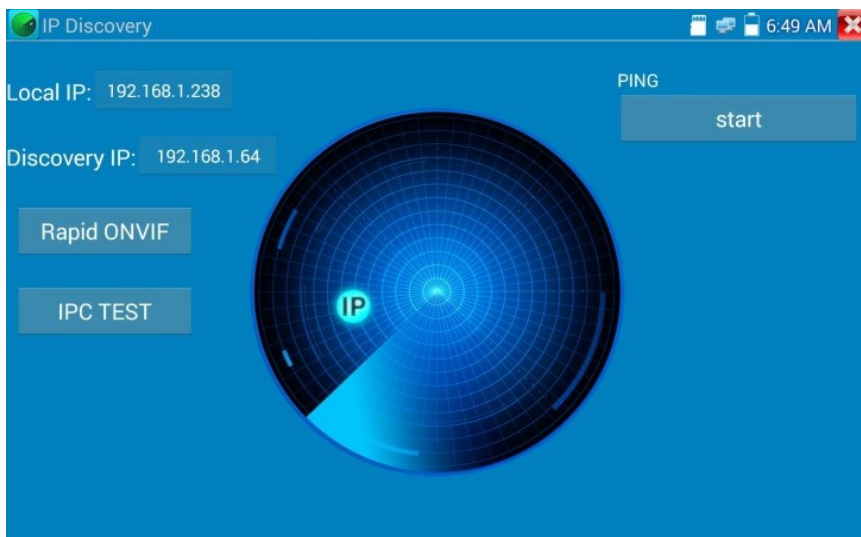 IP Discovery
6:49 AM
Local IP: 192.168.1.238
PING
start
Discovery IP: 192.168.1.64
Rapid ONVIF
IP
IPC TEST